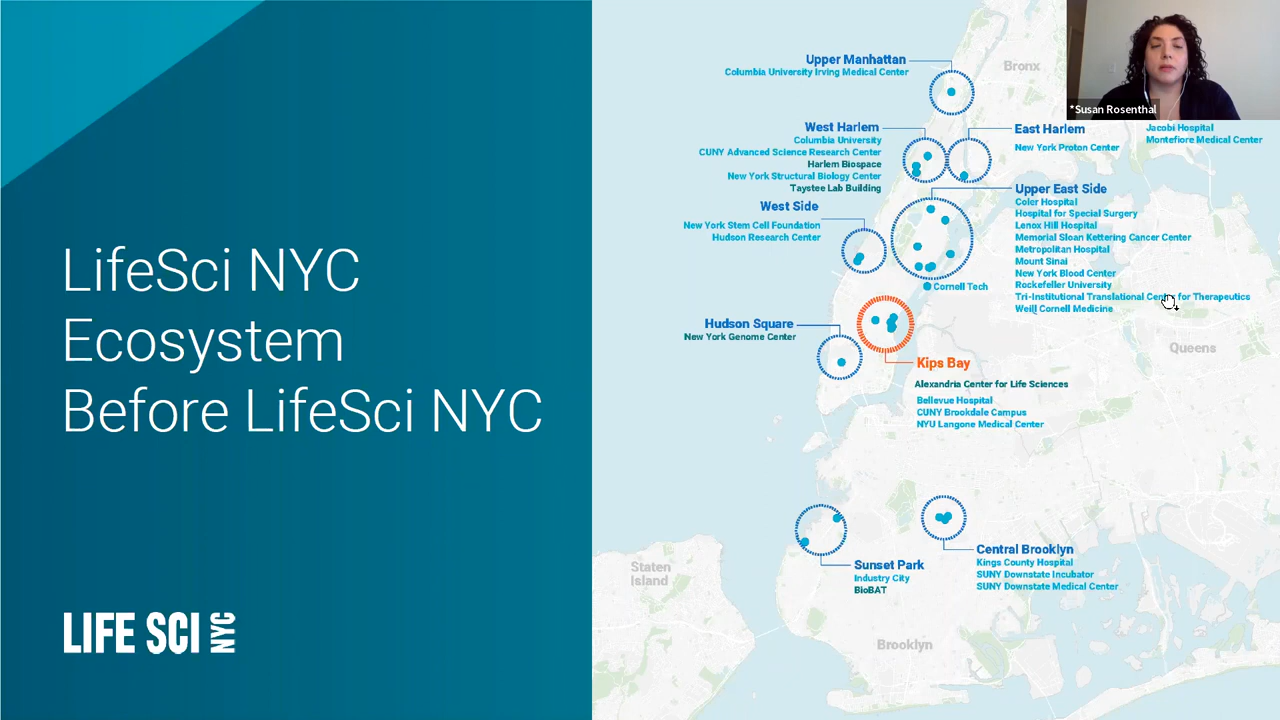 LifeSci NYC
Ecosystem
Before LifeSci NYC
LIFE SCI NYC
Upper Manhattan
Columbia University Irving Medical Center
Bronx
*Susan Rosenthal
Jacobi Hospital
Montefiore Medical Center
West Harlem
Columbia University
CUNY Advanced Science Research Center
Harlem Biospace
New York Structural Biology Center
Taystee Lab Building
East Harlem
New York Proton Center
West Side
New York Stem Cell Foundation
Hudson Research Center
Upper East Side
Coler Hospital
Hospital for Special Surgery
Lenox Hill Hospital
Memorial Sloan Kettering Cancer Center
Metropolitan Hospital
Mount Sinai
New York Blood Center
Rockefeller University
Tri-Institutional Translational Center for Therapeutics
Weill Cornell Medicine
Cornell Tech
Hudson Square
New York Genome Center
Queens
Kips Bay
Alexandria Center for Life Sciences
Bellevue Hospital
CUNY Brookdale Campus
NYU Langone Medical Center
Sunset Park
Industry City
BioBAT
Central Brooklyn
Kings County Hospital
SUNY Downstate Incubator
SUNY Downstate Medical Center
Staten
Island
Brooklyn